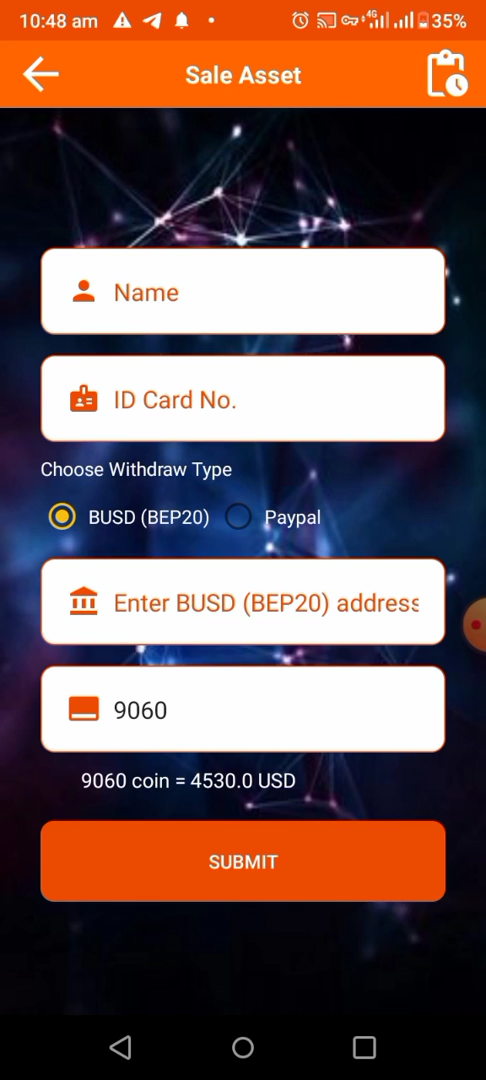 10:48 am
4G
35%
Sale Asset
Name
ID Card No.
Choose Withdraw Type
BUSD (BEP20)
Paypal
Enter BUSD (BEP20) address
9060
9060 coin = 4530.0 USD
SUBMIT